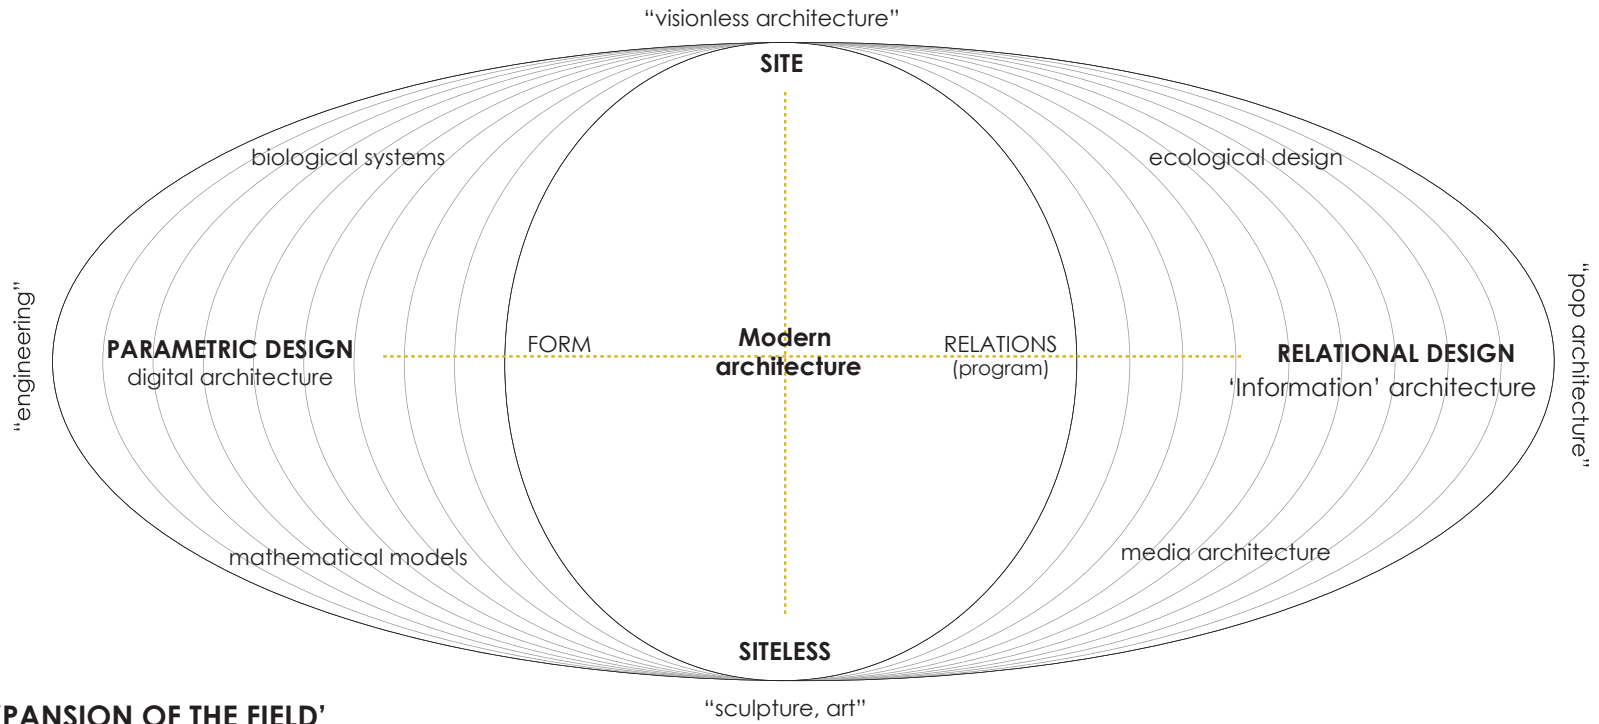 “visionless architecture”
SITE
biological systems
ecological design
“engineering”
“pop architecture”
FORM
Modern
architecture
RELATIONS
(program)
PARAMETRIC DESIGN
digital architecture
RELATIONAL DESIGN
‘Information’ architecture
mathematical models
media architecture
SITELESS
“sculpture, art”
PANSION OF THE FIELD’